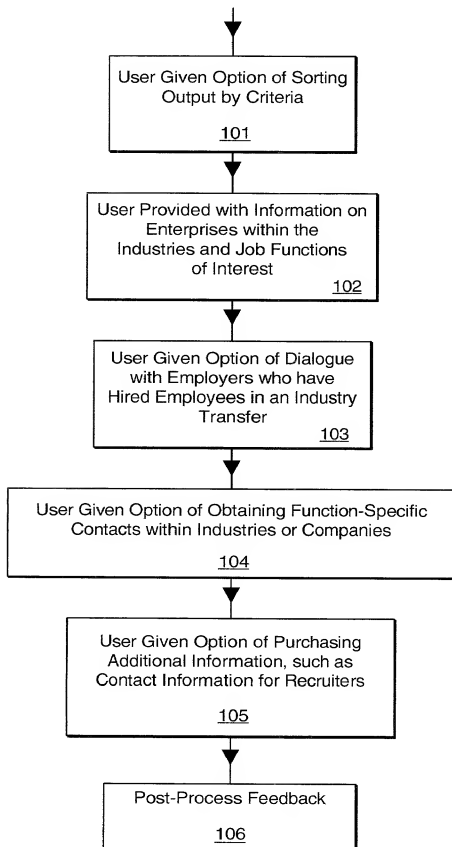 User Given Option of Sorting
Output by Criteria
101
User Provided with Information on
Enterprises within the
Industries and Job Functions
of Interest
102
User Given Option of Dialogue
with Employers who have
Hired Employees in an Industry
Transfer
103
User Given Option of Obtaining Function-Specific
Contacts within Industries or Companies
104
User Given Option of Purchasing
Additional Information, such as
Contact Information for Recruiters
105
Post-Process Feedback
106